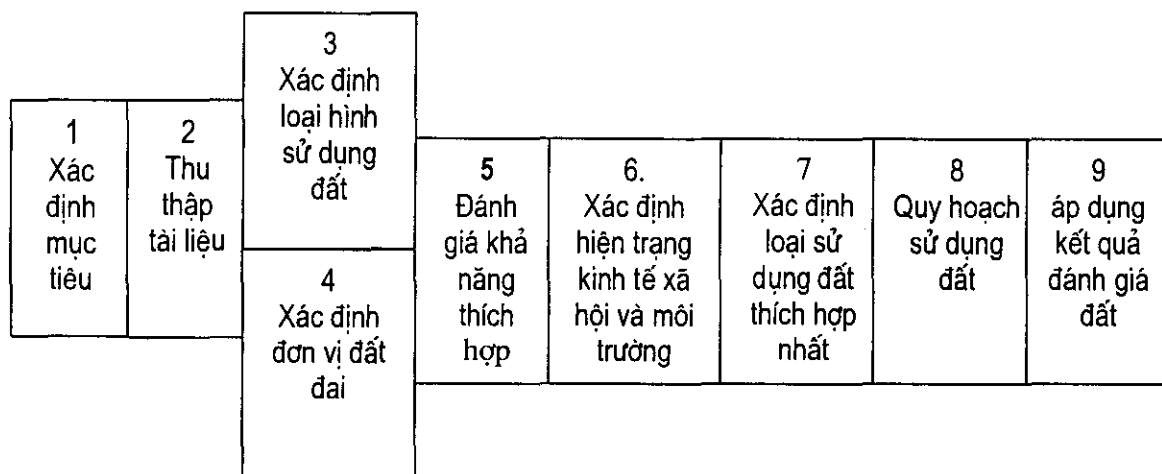 1
Xác
định
mục
tiêu
2
Thu
thập
tài liệu
3
Xác định
loại hình
sử dụng
đất
4
Xác định
đơn vị đất
đai
5
Đánh
giá khả
năng
thích
hợp
6.
Xác định
hiện trạng
kinh tế xã
hội và môi
trường
7
Xác định
loại sử
dụng đất
thích hợp
nhất
8
Quy hoạch
sử dụng
đất
9
áp dụng
kết quả
đánh giá
đất